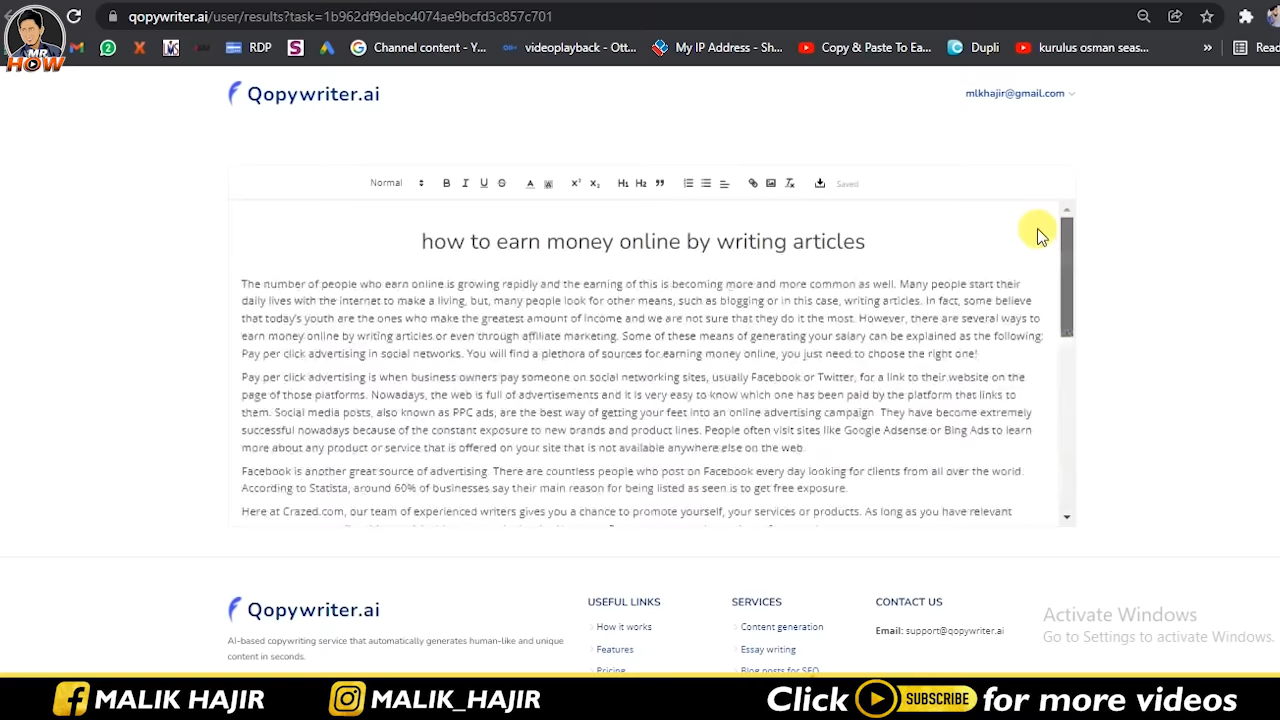 qopywriter.ai/user/results?task=1b962df9debc4074ae9bcfd3c857c701
MR
HOW
RDP
Channel content - Y...
videoplayback - Ott...
My IP Address - Sh...
Copy & Paste For Ea...
Dupli
kurulus osman seas...
»
Read
Qopywriter.ai
mlkhajir@gmail.com
Normal B I U S A A X² X₂ H1 H2 Saved
how to earn money online by writing articles
The number of people who earn online is growing rapidly and the earning of this is becoming more and more common as well. Many people start their
daily lives with the internet to make a living, but, many people look for other means, such as blogging or in this case, writing articles. In fact, some believe
that today's youth are the ones who make the greatest amount of income and we are not sure that they do it the most. However, there are several ways to
earn money online by writing articles or even through affiliate marketing. Some of these means of generating your salary can be explained as the following:
Pay per click advertising in social networks. You will find a plethora of sources for earning money online, you just need to choose the right one!
Pay per click advertising is when business owners pay someone on social networking sites, usually Facebook or Twitter, for a link to their website on the
page of those platforms. Nowadays, the web is full of advertisements and it is very easy to know which one has been paid by the platform that links to
them. Social media posts, also known as PPC ads, are the best way of getting your feet into an online advertising campaign. They have become extremely
successful nowadays because of the constant exposure to new brands and product lines. People often visit sites like Google Adsense or Bing Ads to learn
more about any product or service that is offered on your site that is not available anywhere else on the web.
Facebook is another great source of advertising. There are countless people who post on Facebook every day looking for clients from all over the world.
According to Statista, around 60% of businesses say their main reason for being listed as seen is to get free exposure.
Here at Crazed.com, our team of experienced writers gives you a chance to promote yourself, your services or products. As long as you have relevant
Qopywriter.ai
AI-based copywriting service that automatically generates human-like and unique
content in seconds.
USEFUL LINKS
How it works
Features
Pricing
SERVICES
Content generation
Essay writing
Blog posts for SEO
CONTACT US
Email: support@qopywriter.ai
Activate Windows
Go to Settings to activate Windows.
MALIK HAJIR
MALIK_HAJIR
Click SUBSCRIBE for more videos